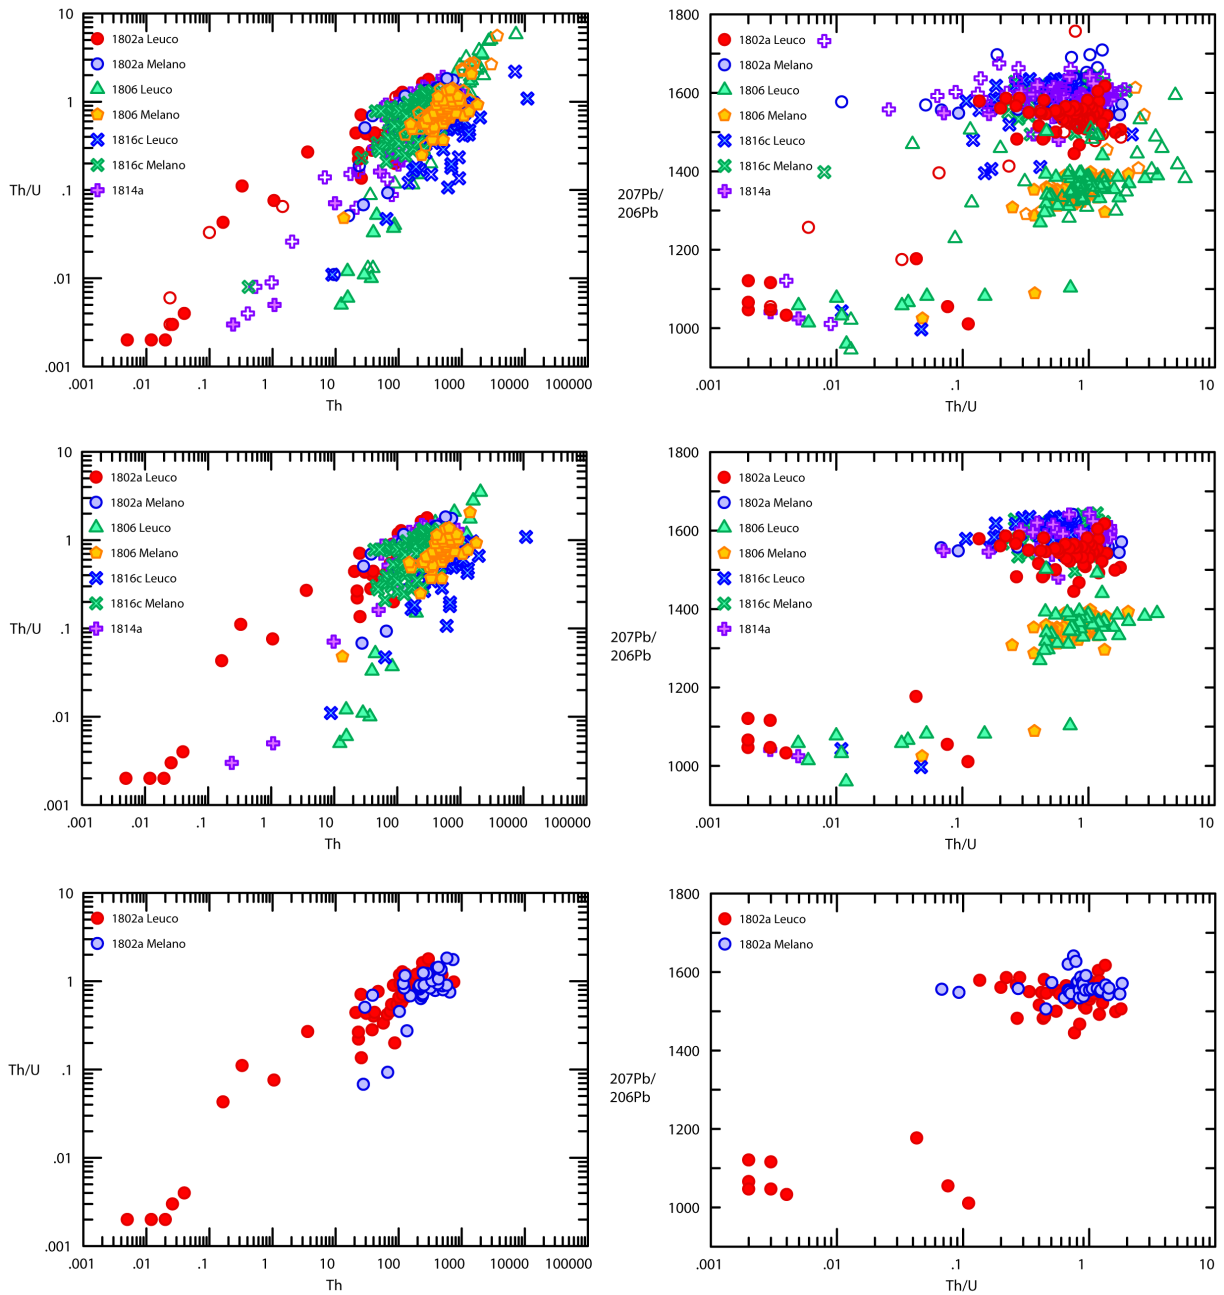 10
1
Th/U
.1
.01
.001
.001
.01
.1
1
10
100
1000
10000
100000
Th
1802a Leuco
1802a Melano
1806 Leuco
1806 Melano
1816c Leuco
1816c Melano
1814a
1800
1600
1400
207Pb/
206Pb
1200
1000
.001
.01
.1
1
10
Th/U
1802a Leuco
1802a Melano
1806 Leuco
1806 Melano
1816c Leuco
1816c Melano
1814a
10
1
Th/U
.1
.01
.001
.001
.01
.1
1
10
100
1000
10000
100000
Th
1802a Leuco
1802a Melano
1806 Leuco
1806 Melano
1816c Leuco
1816c Melano
1814a
1800
1600
1400
207Pb/
206Pb
1200
1000
.001
.01
.1
1
10
Th/U
1802a Leuco
1802a Melano
1806 Leuco
1806 Melano
1816c Leuco
1816c Melano
1814a
10
1
Th/U
.1
.01
.001
.001
.01
.1
1
10
100
1000
10000
100000
Th
1802a Leuco
1802a Melano
1800
1600
1400
207Pb/
206Pb
1200
1000
.001
.01
.1
1
10
Th/U
1802a Leuco
1802a Melano